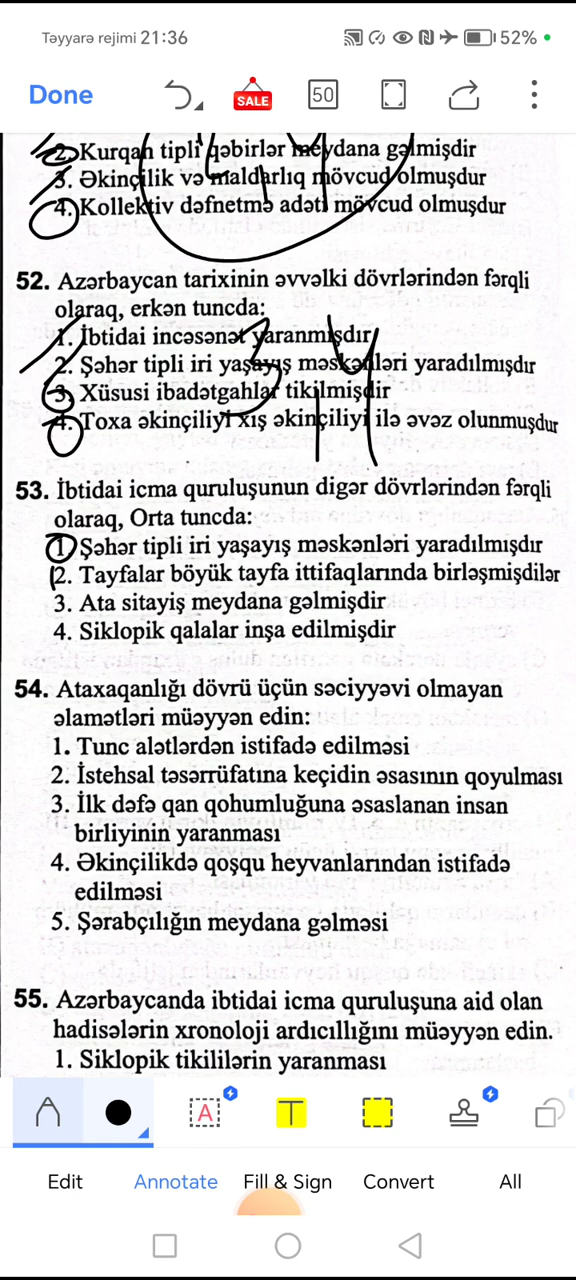 Təyyarə rejimi 21:36
52%
Done
SALE
50
2. Kurqan tipli qəbirlər meydana gəlmişdir
3. Əkinçilik və maldarlıq mövcud olmuşdur
4. Kollektiv dəfnetmə adəti mövcud olmuşdur
52. Azərbaycan tarixinin əvvəlki dövrlərindən fərqli
olaraq, erkən tuncda:
1. İbtidai incəsənət yaranmışdır
2. Şəhər tipli iri yaşayış məskənləri yaradılmışdır
3. Xüsusi ibadətgahlar tikilmişdir
4. Toxa əkinçiliyi xış əkinçiliyi ilə əvəz olunmuşdur
34
53. İbtidai icma quruluşunun digər dövrlərindən fərqli
olaraq, Orta tuncda:
1 Şəhər tipli iri yaşayış məskənləri yaradılmışdır
2. Tayfalar böyük tayfa ittifaqlarında birləşmişdilər
3. Ata sitayiş meydana gəlmişdir
4. Siklopik qalalar inşa edilmişdir
54. Ataxaqanlığı dövrü üçün səciyyəvi olmayan
əlamətləri müəyyən edin:
1. Tunc alətlərdən istifadə edilməsi
2. İstehsal təsərrüfatına keçidin əsasının qoyulması
3. İlk dəfə qan qohumluğuna əsaslanan insan
birliyinin yaranması
4. Əkinçilikdə qoşqu heyvanlarından istifadə
edilməsi
5. Şərabçılığın meydana gəlməsi
55. Azərbaycanda ibtidai icma quruluşuna aid olan
hadisələrin xronoloji ardıcıllığını müəyyən edin.
1. Siklopik tikililərin yaranması
A
T
Edit Annotate Fill & Sign Convert All